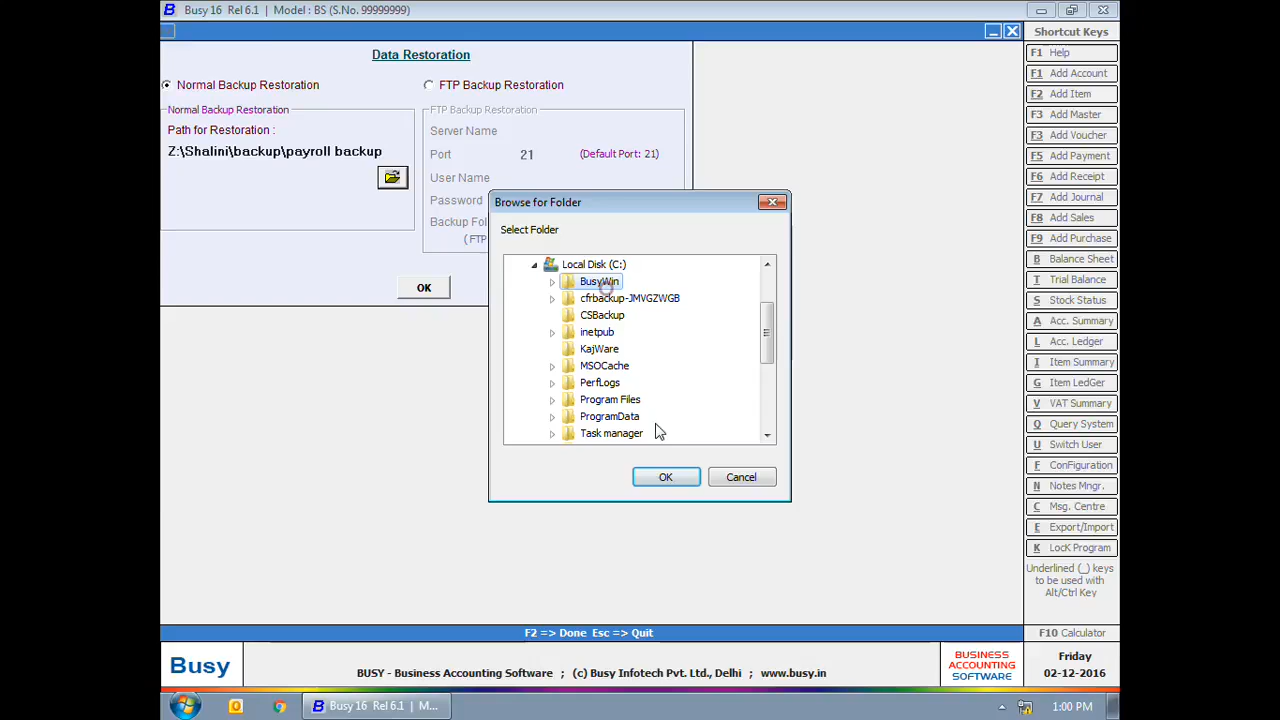 Busy 16 Rel 6.1 | Model : BS (S.No. 99999999)
Data Restoration
Normal Backup Restoration
FTP Backup Restoration
Normal Backup Restoration
Path for Restoration :
Z:\Shalini\backup\payroll backup
FTP Backup Restoration
Server Name
Port 21 (Default Port: 21)
User Name
Password
Backup Fol
( FTP
OK
Browse for Folder
Select Folder
Local Disk (C:)
BusyWin
cfrbackup-JMVGZWGB
CSBackup
inetpub
KajWare
MSOCache
PerfLogs
Program Files
ProgramData
Task manager
OK
Cancel
Shortcut Keys
F1 Help
F1 Add Account
F2 Add Item
F3 Add Master
F3 Add Voucher
F5 Add Payment
F6 Add Receipt
F7 Add Journal
F8 Add Sales
F9 Add Purchase
B Balance Sheet
T Trial Balance
S Stock Status
A Acc. Summary
L Acc. Ledger
I Item Summary
G Item LedGer
V VAT Summary
Q Query System
U Switch User
F ConFiguration
N Notes Mngr.
C Msg. Centre
E Export/Import
K LocK Program
Underlined (_) keys
to be used with
Alt/Ctrl Key
F10 Calculator
F2 => Done Esc => Quit
Busy
BUSY - Business Accounting Software ; (c) Busy Infotech Pvt. Ltd., Delhi ; www.busy.in
BUSINESS
ACCOUNTING
SOFTWARE
Friday
02-12-2016
Busy 16 Rel 6.1 | M...
1:00 PM